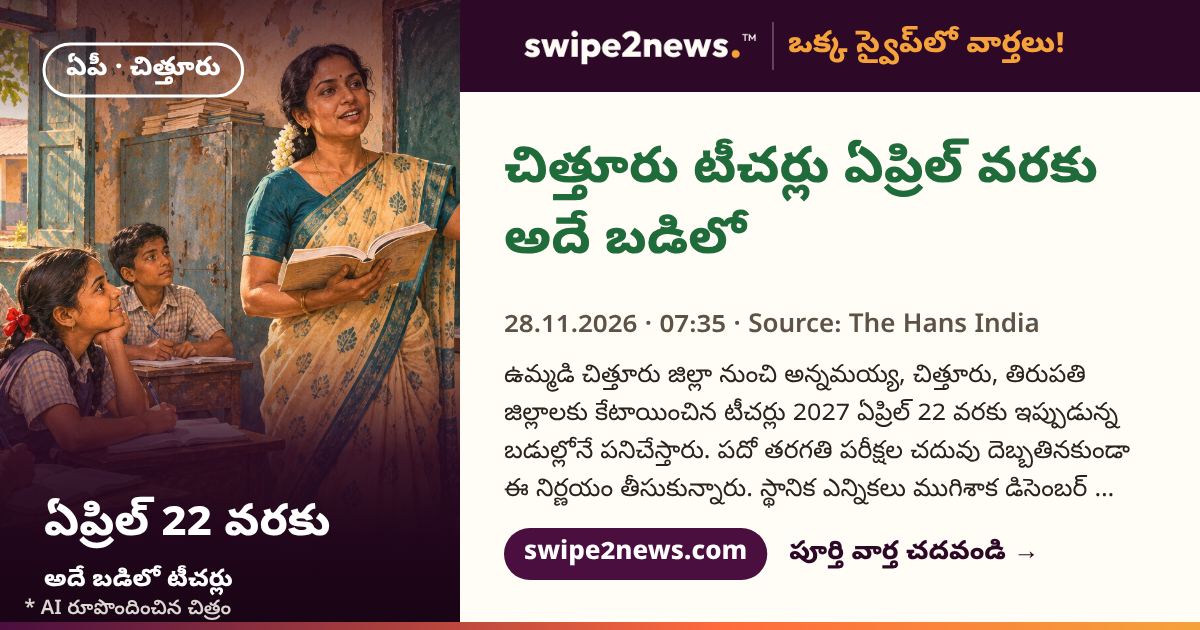 ఏపీ · చిత్తూరు
swipe2news.™ ఒక్క స్వైప్‌లో వార్తలు!
చిత్తూరు టీచర్లు ఏప్రిల్ వరకు
అదే బడిలో
28.11.2026 · 07:35 · Source: The Hans India
ఉమ్మడి చిత్తూరు జిల్లా నుంచి అన్నమయ్య, చిత్తూరు, తిరుపతి
జిల్లాలకు కేటాయించిన టీచర్లు 2027 ఏప్రిల్ 22 వరకు ఇప్పుడున్న
బడుల్లోనే పనిచేస్తారు. పదో తరగతి పరీక్షల చదువు దెబ్బతినకుండా
ఈ నిర్ణయం తీసుకున్నారు. స్థానిక ఎన్నికలు ముగిశాక డిసెంబర్ ...
swipe2news.com పూర్తి వార్త చదవండి →
ఏప్రిల్ 22 వరకు
అదే బడిలో టీచర్లు
* AI రూపొందించిన చిత్రం